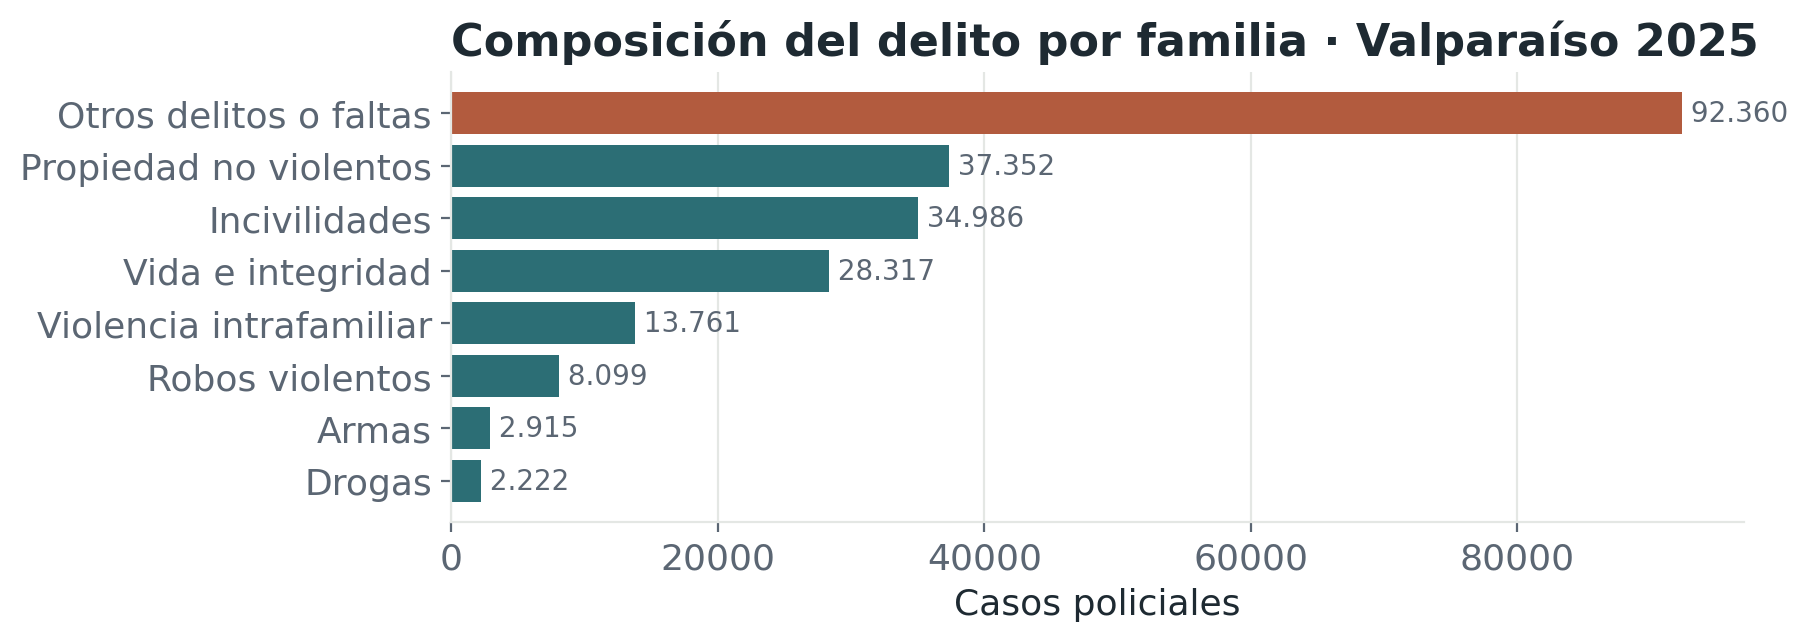 Composición del delito por familia · Valparaíso 2025
Otros delitos o faltas 92.360
Propiedad no violentos 37.352
Incivilidades 34.986
Vida e integridad 28.317
Violencia intrafamiliar 13.761
Robos violentos 8.099
Armas 2.915
Drogas 2.222
0 20000 40000 60000 80000
Casos policiales